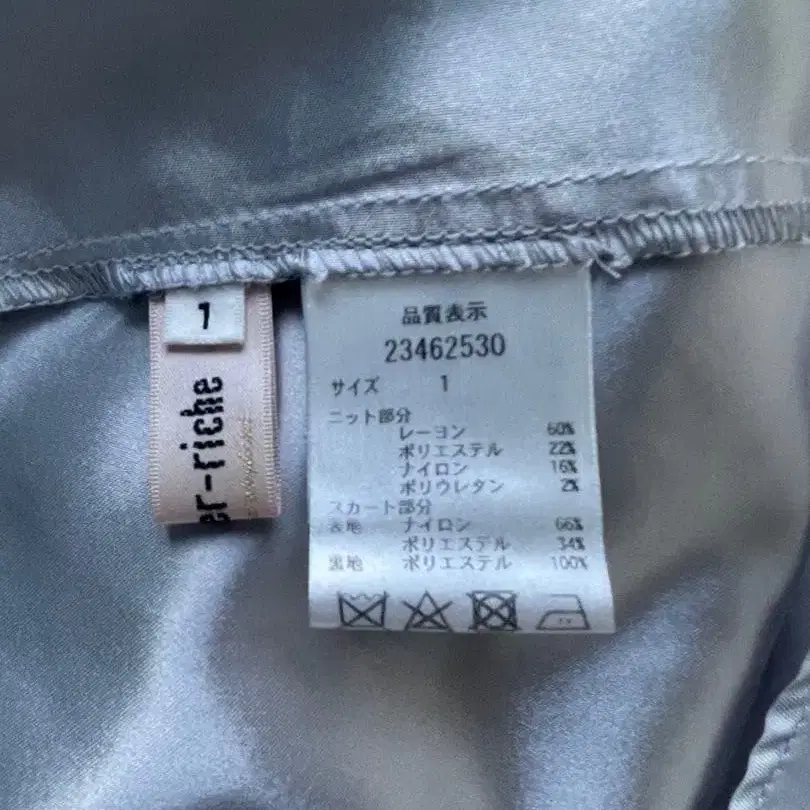 1
er-riche
品質表示
23462530
サイズ 1
ニット部分
レーヨン 60%
ポリエステル 22%
ナイロン 16%
ポリウレタン 2%
スカート部分
表地 ナイロン 66%
ポリエステル 34%
裏地 ポリエステル 100%